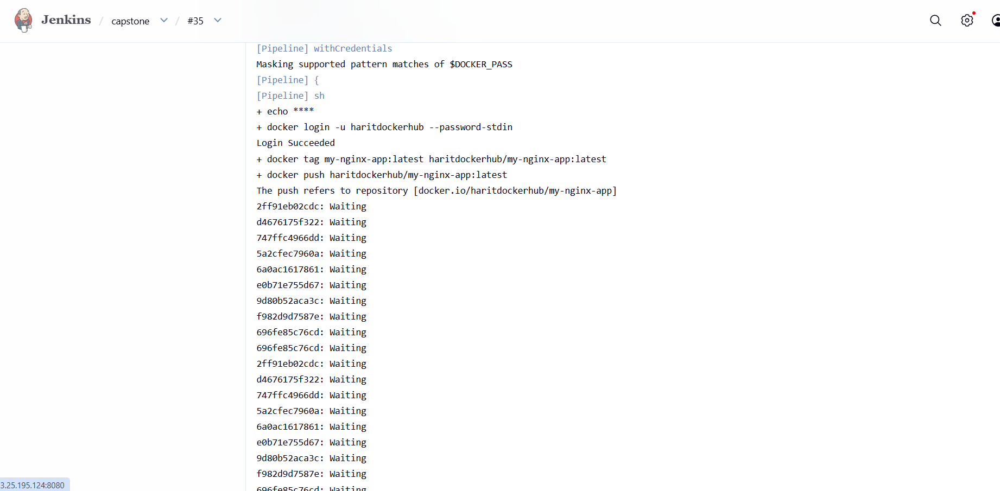 Jenkins / capstone / #35
[Pipeline] withCredentials
Masking supported pattern matches of $DOCKER_PASS
[Pipeline] {
[Pipeline] sh
+ echo ****
+ docker login -u haritdockerhub --password-stdin
Login Succeeded
+ docker tag my-nginx-app:latest haritdockerhub/my-nginx-app:latest
+ docker push haritdockerhub/my-nginx-app:latest
The push refers to repository [docker.io/haritdockerhub/my-nginx-app]
2ff91eb02cdc: Waiting
d4676175f322: Waiting
747ffc4966dd: Waiting
5a2cfec7960a: Waiting
6a0ac1617861: Waiting
e0b71e755d67: Waiting
9d80b52aca3c: Waiting
f982d9d7587e: Waiting
696fe85c76cd: Waiting
696fe85c76cd: Waiting
2ff91eb02cdc: Waiting
d4676175f322: Waiting
747ffc4966dd: Waiting
5a2cfec7960a: Waiting
6a0ac1617861: Waiting
e0b71e755d67: Waiting
9d80b52aca3c: Waiting
f982d9d7587e: Waiting
696fe85c76cd: Waiting
3.25.195.124:8080